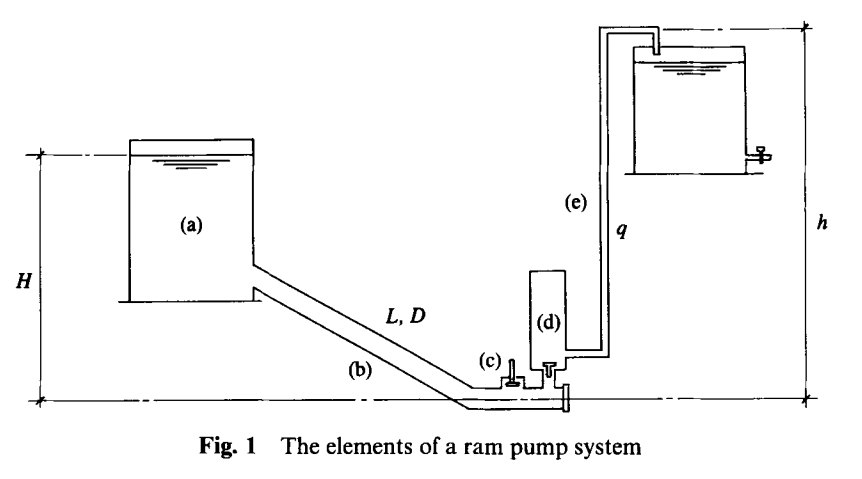 (e)
q
h
(a)
H
L, D
(d)
(c)
(b)
Fig. 1 The elements of a ram pump system